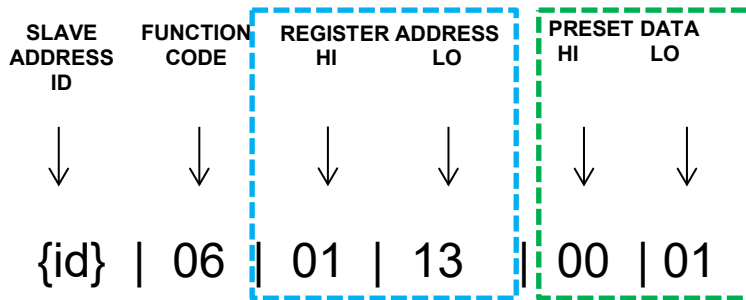 SLAVE ADDRESS ID
FUNCTION CODE
REGISTER ADDRESS
HI LO
PRESET DATA
HI LO
{id} | 06 | 01 | 13 | 00 | 01